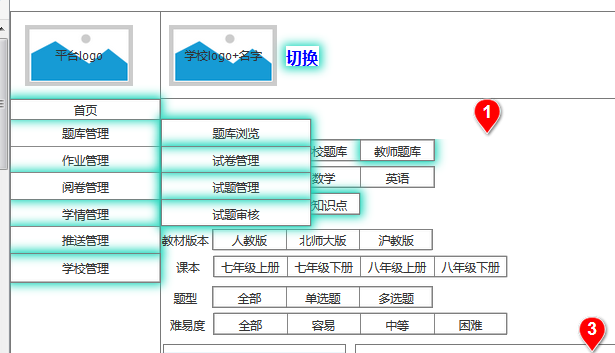 平台logo
学校logo+名字
切换
1
首页
题库管理
题库浏览
校题库
教师题库
作业管理
试卷管理
数学
英语
阅卷管理
试题管理
学情管理
试题审核
知识点
推送管理
教材版本
人教版
北师大版
沪教版
学校管理
课本
七年级上册
七年级下册
八年级上册
八年级下册
题型
全部
单选题
多选题
难易度
全部
容易
中等
困难
3